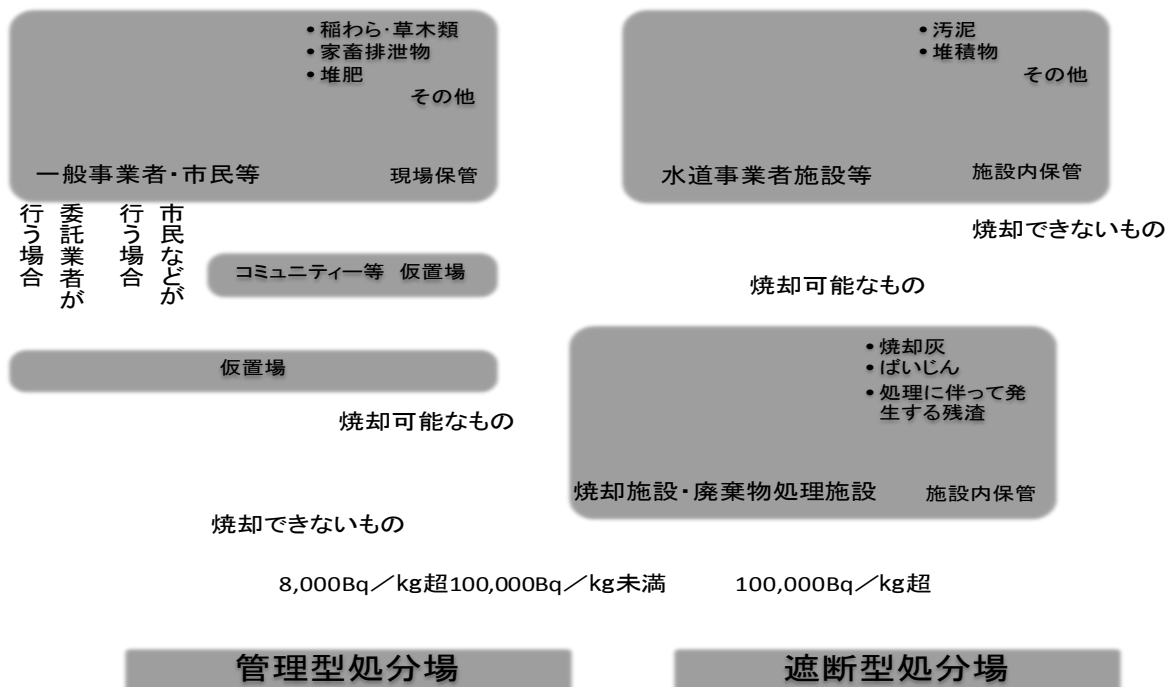 • 稲わら・草木類
• 家畜排泄物
• 堆肥
その他
一般事業者・市民等
現場保管
• 汚泥
• 堆積物
その他
水道事業者施設等
施設内保管
市民などが
行う場合
委託業者が
行う場合
コミュニティー等 仮置場
仮置場
焼却できないもの
焼却可能なもの
• 焼却灰
• ばいじん
• 処理に伴って発
生する残渣
焼却施設・廃棄物処理施設
施設内保管
焼却可能なもの
焼却できないもの
8,000Bq／kg超100,000Bq／kg未満
100,000Bq／kg超
管理型処分場
遮断型処分場